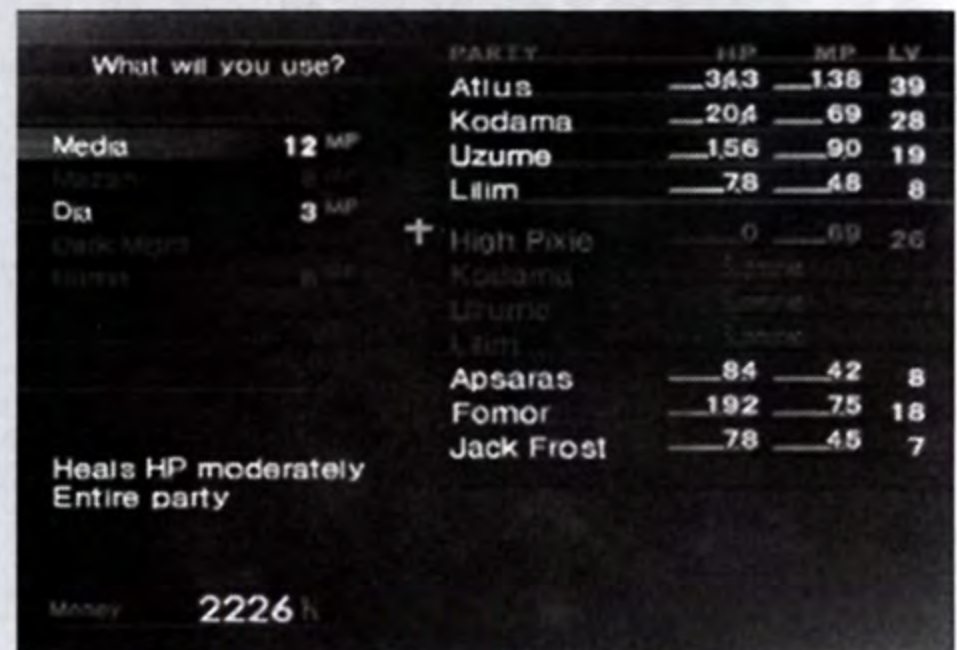 What will you use?
Media 12 MP
Dia 3 MP
Heals HP moderately
Entire party
Money 2226
PARTY HP MP LV
Atlus 343 138 39
Kodama 204 69 28
Uzume 156 90 19
Lilim 78 48 8
High Pixie 0 69 26
Kodama
Uzume
Lilim
Apsaras 84 42 8
Fomor 192 75 18
Jack Frost 78 45 7